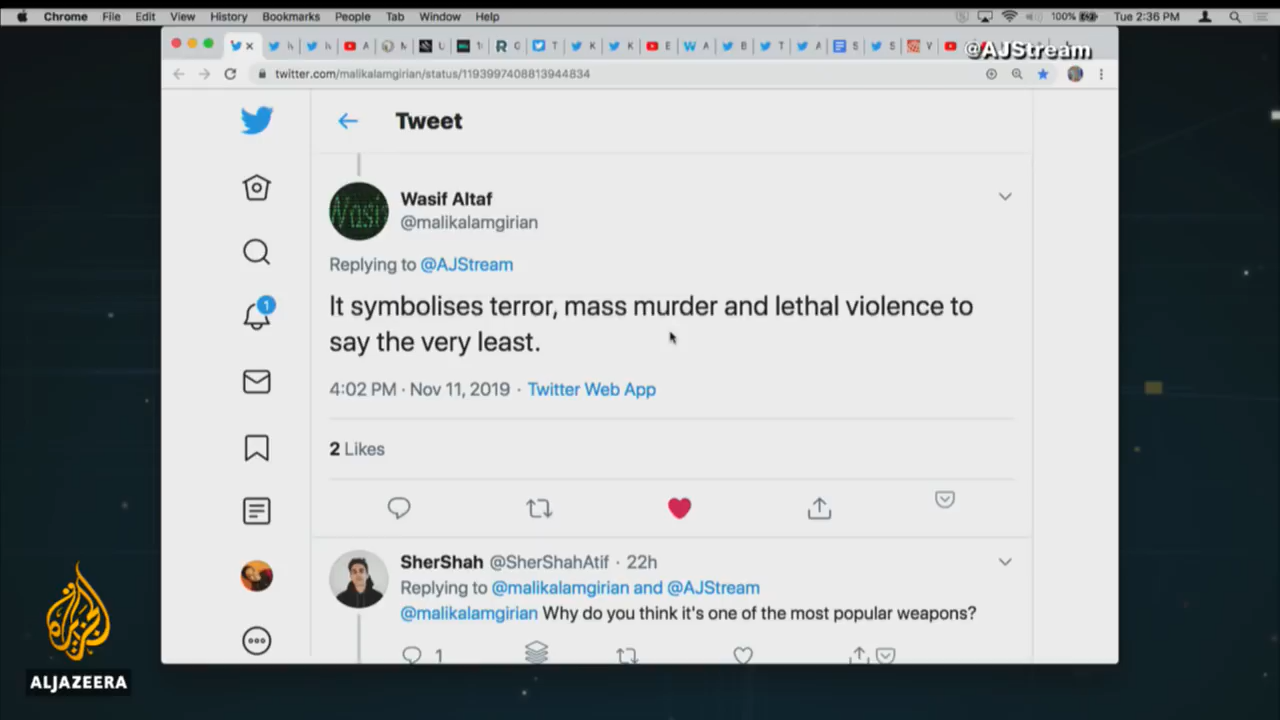 Chrome File Edit View History Bookmarks People Tab Window Help 100% Tue 2:36 PM
@AJStream
twitter.com/malikalamgirian/status/1193997408813944834
Tweet
Wasif Altaf
@malikalamgirian
Replying to @AJStream
It symbolises terror, mass murder and lethal violence to
say the very least.
4:02 PM · Nov 11, 2019 · Twitter Web App
2 Likes
SherShah @SherShahAtif · 22h
Replying to @malikalamgirian and @AJStream
@malikalamgirian Why do you think it's one of the most popular weapons?
1
1
ALJAZEERA